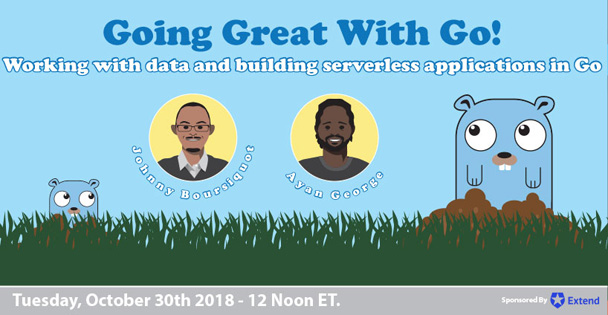 Going Great With Go!
Working with data and building serverless applications in Go
Johnny Boursiquot
Ayan George
Tuesday, October 30th 2018 - 12 Noon ET.
Sponsored By Extend